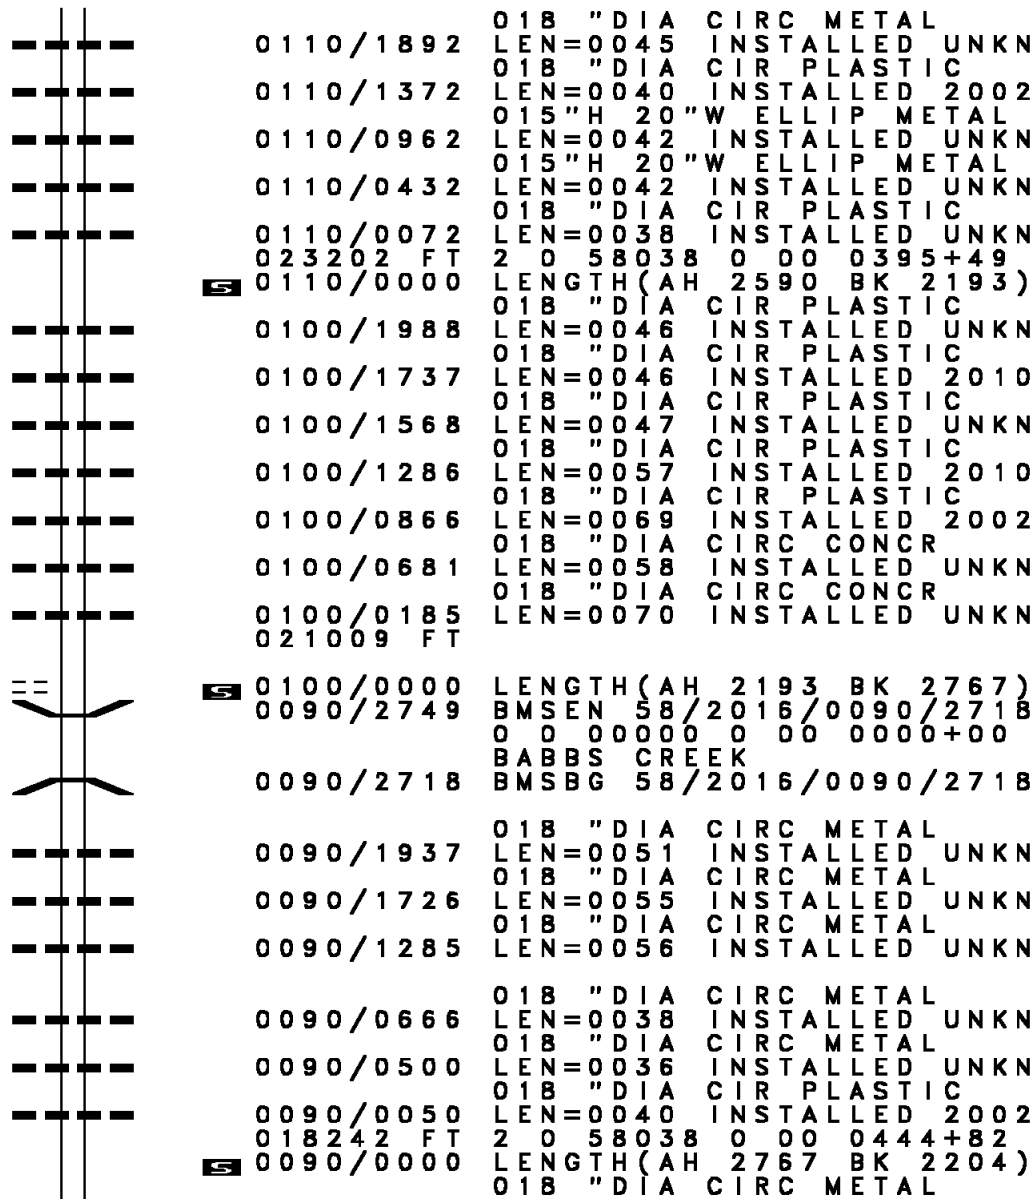 018 "DIA CIRC METAL
0110/1892 LEN=0045 INSTALLED UNKN
018 "DIA CIR PLASTIC
0110/1372 LEN=0040 INSTALLED 2002
015"H 20"W ELLIP METAL
0110/0962 LEN=0042 INSTALLED UNKN
015"H 20"W ELLIP METAL
0110/0432 LEN=0042 INSTALLED UNKN
018 "DIA CIR PLASTIC
0110/0072 LEN=0038 INSTALLED UNKN
023202 FT 2 0 58038 0 00 0395+49
S 0110/0000 LENGTH(AH 2590 BK 2193)
018 "DIA CIR PLASTIC
0100/1988 LEN=0046 INSTALLED UNKN
018 "DIA CIR PLASTIC
0100/1737 LEN=0046 INSTALLED 2010
018 "DIA CIR PLASTIC
0100/1568 LEN=0047 INSTALLED UNKN
018 "DIA CIR PLASTIC
0100/1286 LEN=0057 INSTALLED 2010
018 "DIA CIR PLASTIC
0100/0866 LEN=0069 INSTALLED 2002
018 "DIA CIRC CONCR
0100/0681 LEN=0058 INSTALLED UNKN
018 "DIA CIRC CONCR
0100/0185 LEN=0070 INSTALLED UNKN
021009 FT
S 0100/0000 LENGTH(AH 2193 BK 2767)
0090/2749 BMSEN 58/2016/0090/2718
0 0 00000 0 00 0000+00
BABBS CREEK
0090/2718 BMSBG 58/2016/0090/2718
018 "DIA CIRC METAL
0090/1937 LEN=0051 INSTALLED UNKN
018 "DIA CIRC METAL
0090/1726 LEN=0055 INSTALLED UNKN
018 "DIA CIRC METAL
0090/1285 LEN=0056 INSTALLED UNKN
018 "DIA CIRC METAL
0090/0666 LEN=0038 INSTALLED UNKN
018 "DIA CIRC METAL
0090/0500 LEN=0036 INSTALLED UNKN
018 "DIA CIR PLASTIC
0090/0050 LEN=0040 INSTALLED 2002
018242 FT 2 0 58038 0 00 0444+82
S 0090/0000 LENGTH(AH 2767 BK 2204)
018 "DIA CIRC METAL